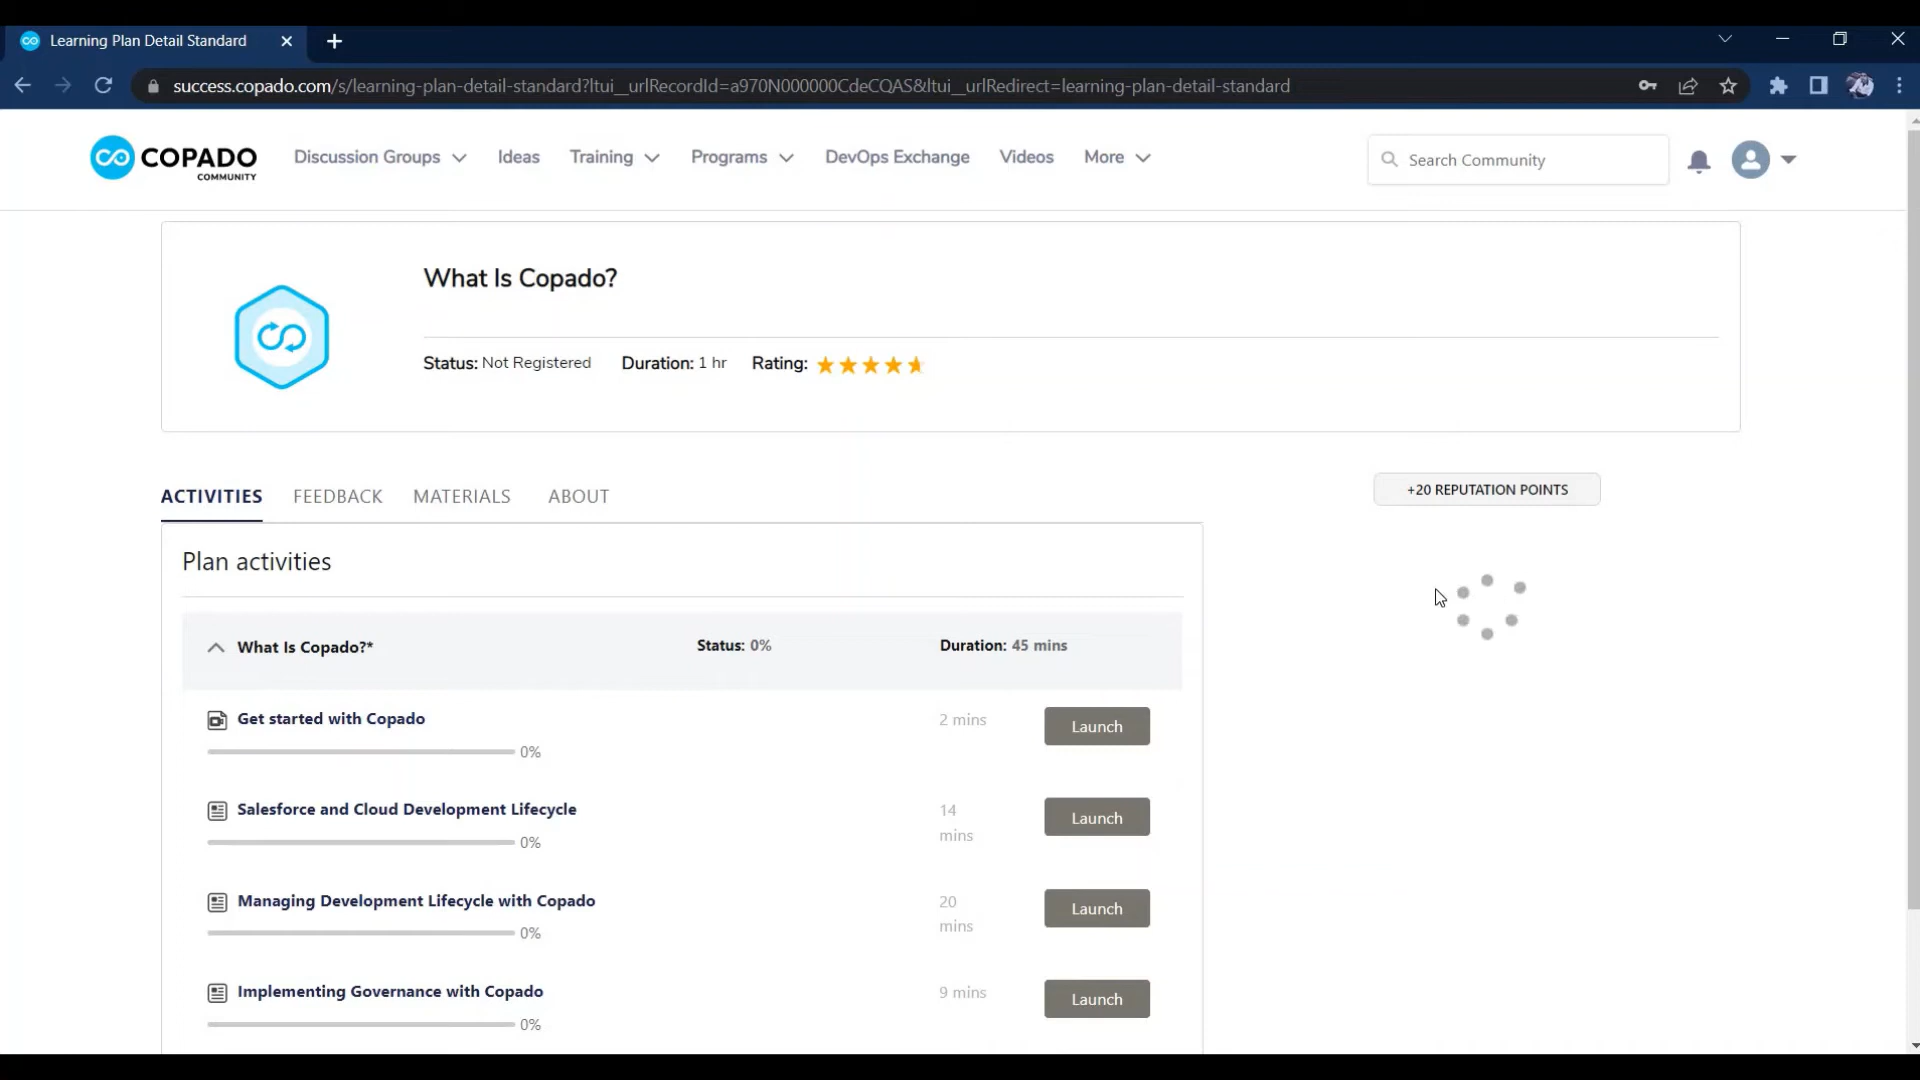 Learning Plan Detail Standard
success.copado.com/s/learning-plan-detail-standard?ltui__urlRecordId=a970N000000CdeCQAS&ltui__urlRedirect=learning-plan-detail-standard
COPADO
COMMUNITY
Discussion Groups
Ideas
Training
Programs
DevOps Exchange
Videos
More
Search Community
What Is Copado?
Status: Not Registered
Duration: 1 hr
Rating:
ACTIVITIES
FEEDBACK
MATERIALS
ABOUT
+20 REPUTATION POINTS
Plan activities
What Is Copado?*
Status: 0%
Duration: 45 mins
Get started with Copado
2 mins
Launch
0%
Salesforce and Cloud Development Lifecycle
14
mins
Launch
0%
Managing Development Lifecycle with Copado
20
mins
Launch
0%
Implementing Governance with Copado
9 mins
Launch
0%